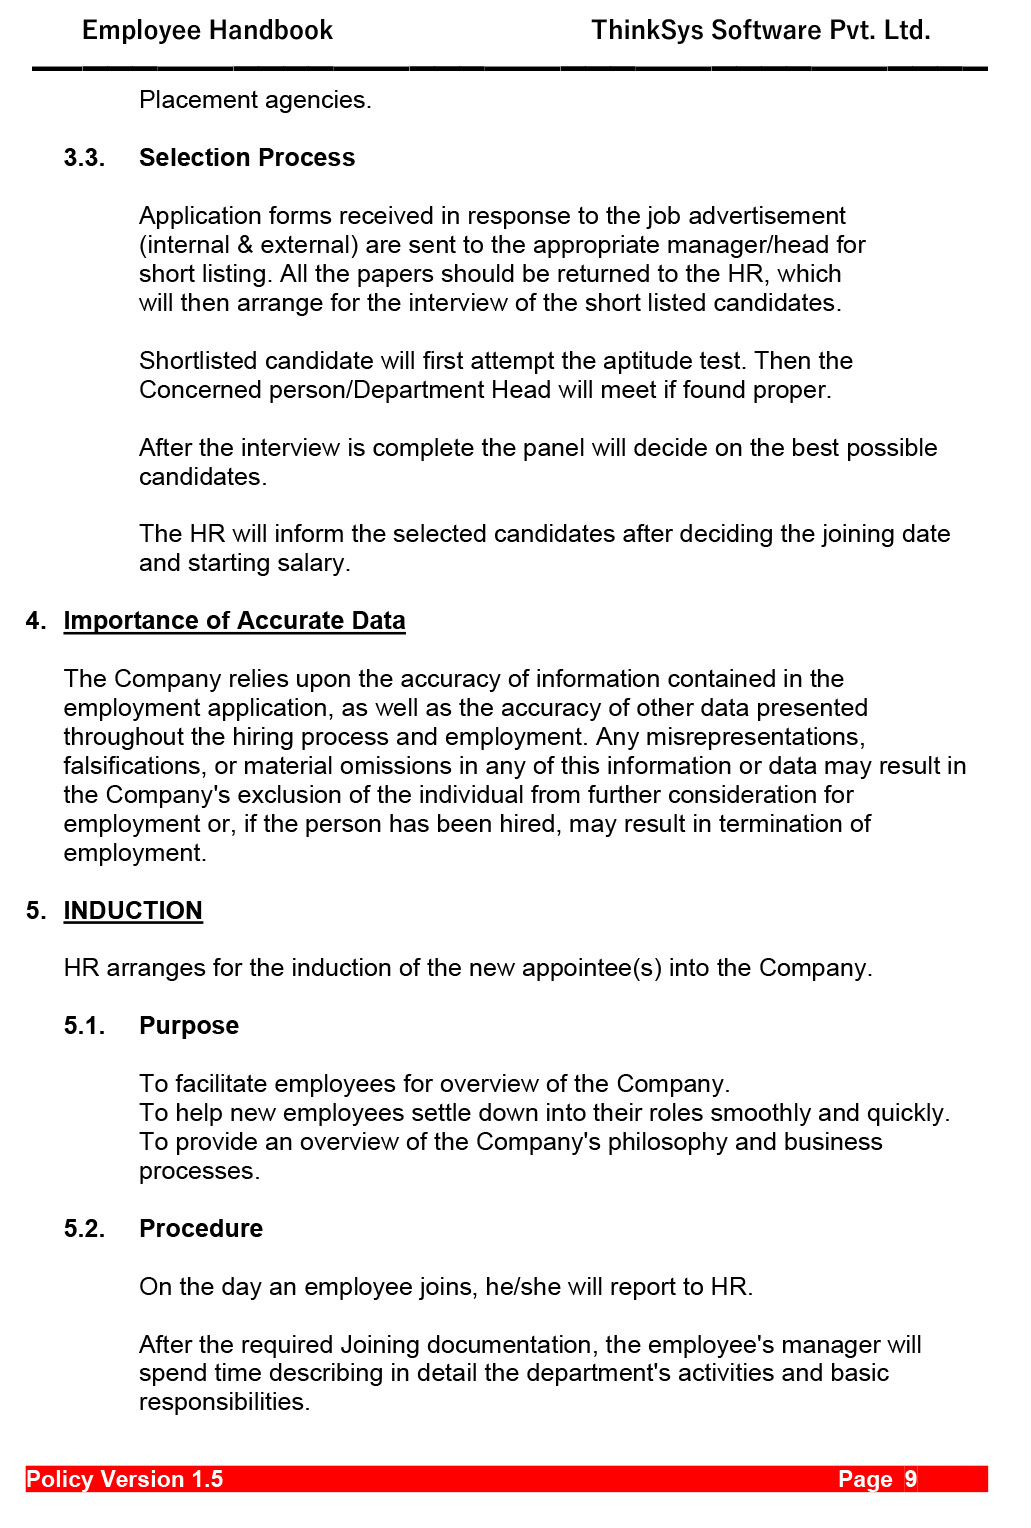 Employee Handbook ThinkSys Software Pvt. Ltd.
Placement agencies.
3.3. Selection Process
Application forms received in response to the job advertisement
(internal & external) are sent to the appropriate manager/head for
short listing. All the papers should be returned to the HR, which
will then arrange for the interview of the short listed candidates.
Shortlisted candidate will first attempt the aptitude test. Then the
Concerned person/Department Head will meet if found proper.
After the interview is complete the panel will decide on the best possible
candidates.
The HR will inform the selected candidates after deciding the joining date
and starting salary.
4. Importance of Accurate Data
The Company relies upon the accuracy of information contained in the
employment application, as well as the accuracy of other data presented
throughout the hiring process and employment. Any misrepresentations,
falsifications, or material omissions in any of this information or data may result in
the Company's exclusion of the individual from further consideration for
employment or, if the person has been hired, may result in termination of
employment.
5. INDUCTION
HR arranges for the induction of the new appointee(s) into the Company.
5.1. Purpose
To facilitate employees for overview of the Company.
To help new employees settle down into their roles smoothly and quickly.
To provide an overview of the Company's philosophy and business
processes.
5.2. Procedure
On the day an employee joins, he/she will report to HR.
After the required Joining documentation, the employee's manager will
spend time describing in detail the department's activities and basic
responsibilities.
Policy Version 1.5 Page 9